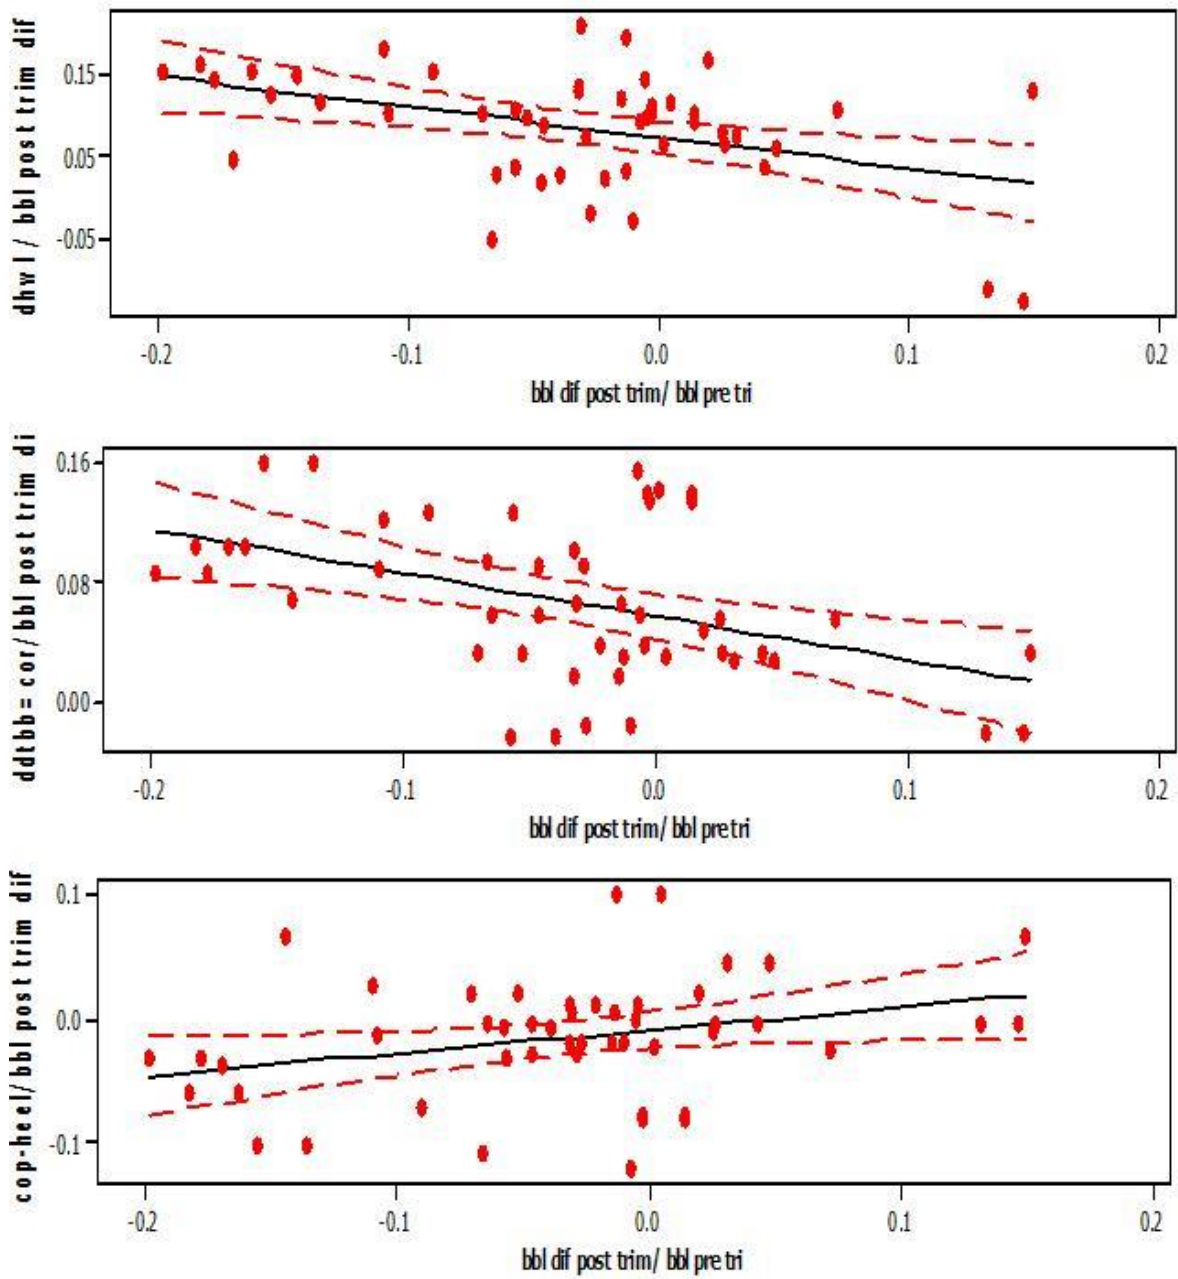 dhwl / bbl post trim dif
0.15
0.05
-0.05
-0.2 -0.1 0.0 0.1 0.2
bbl dif post trim/ bbl pre tri
ddtbb= cor/ bbl post trim di
0.16
0.08
0.00
-0.2 -0.1 0.0 0.1 0.2
bbl dif post trim/ bbl pre tri
cop-heel/ bbl post trim dif
0.1
0.0
-0.1
-0.2 -0.1 0.0 0.1 0.2
bbl dif post trim/ bbl pre tri